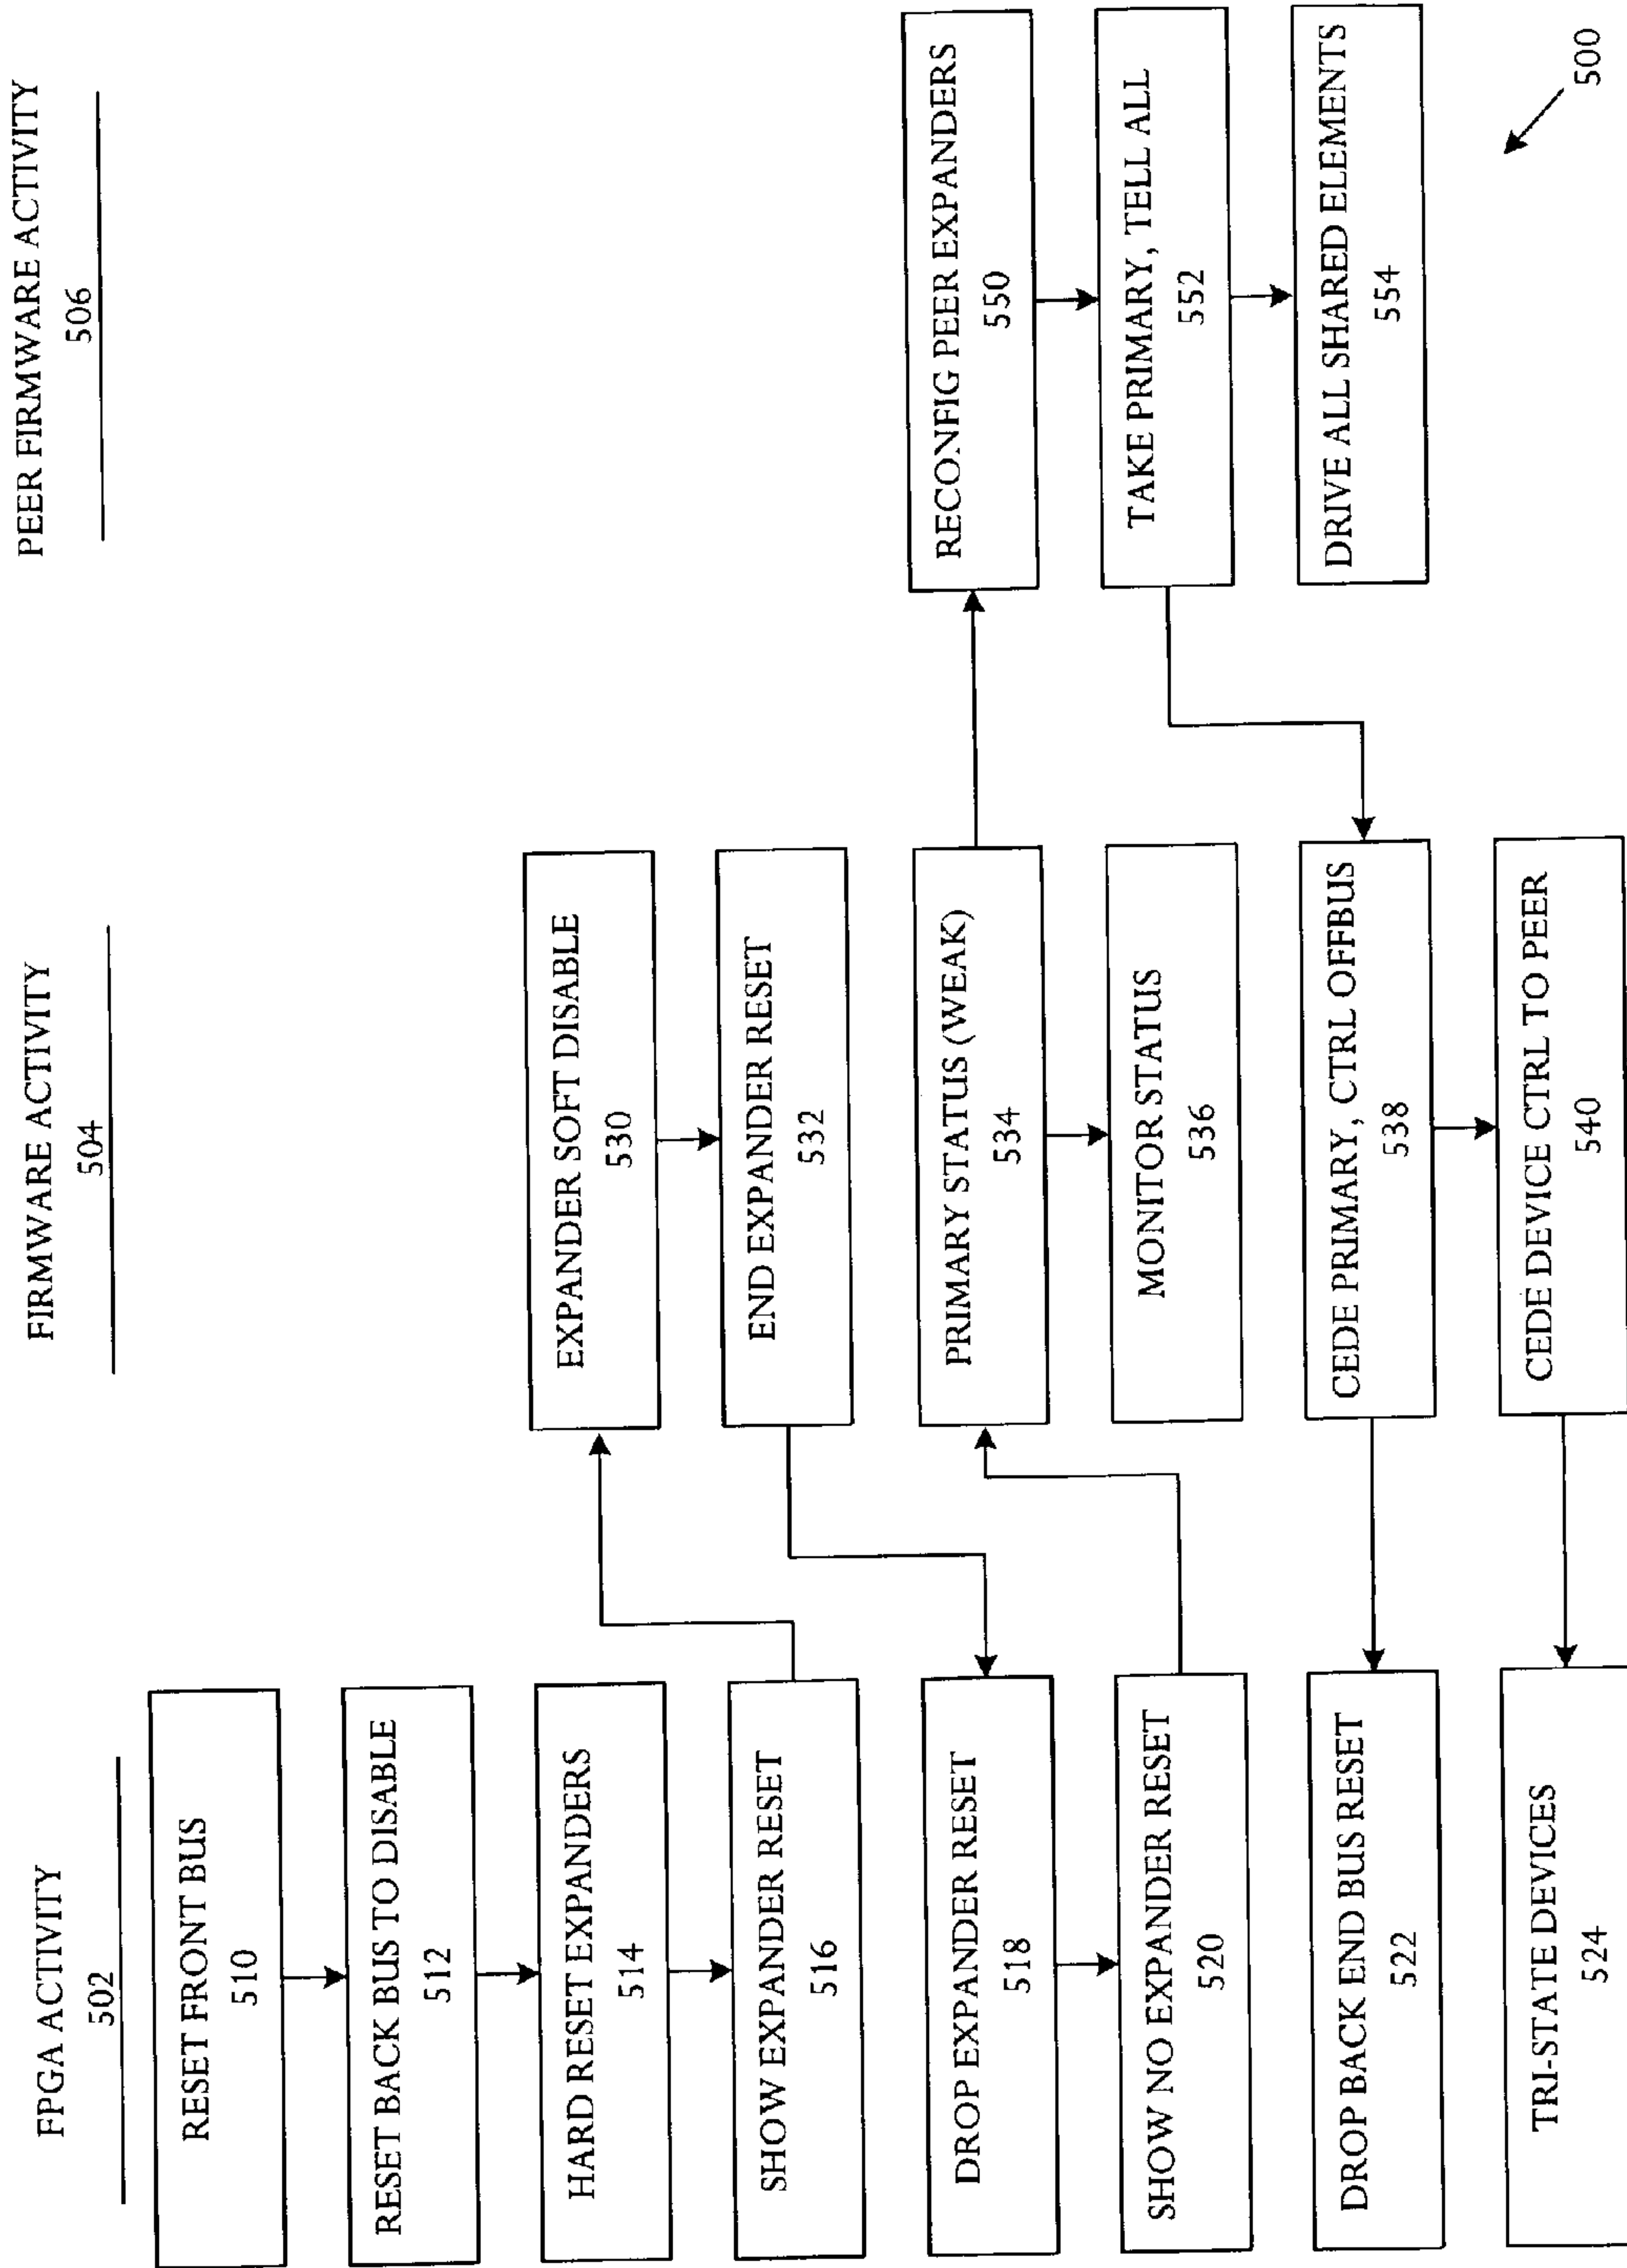 FPGA ACTIVITY
502
RESET FRONT BUS
510
RESET BACK BUS TO DISABLE
512
HARD RESET EXPANDERS
514
SHOW EXPANDER RESET
516
DROP EXPANDER RESET
518
SHOW NO EXPANDER RESET
520
DROP BACK END BUS RESET
522
TRI-STATE DEVICES
524
FIRMWARE ACTIVITY
504
EXPANDER SOFT DISABLE
530
END EXPANDER RESET
532
PRIMARY STATUS (WEAK)
534
MONITOR STATUS
536
CEDE PRIMARY, CTRL OFFBUS
538
CEDE DEVICE CTRL TO PEER
540
PEER FIRMWARE ACTIVITY
506
RECONFIG PEER EXPANDERS
550
TAKE PRIMARY, TELL ALL
552
DRIVE ALL SHARED ELEMENTS
554
500